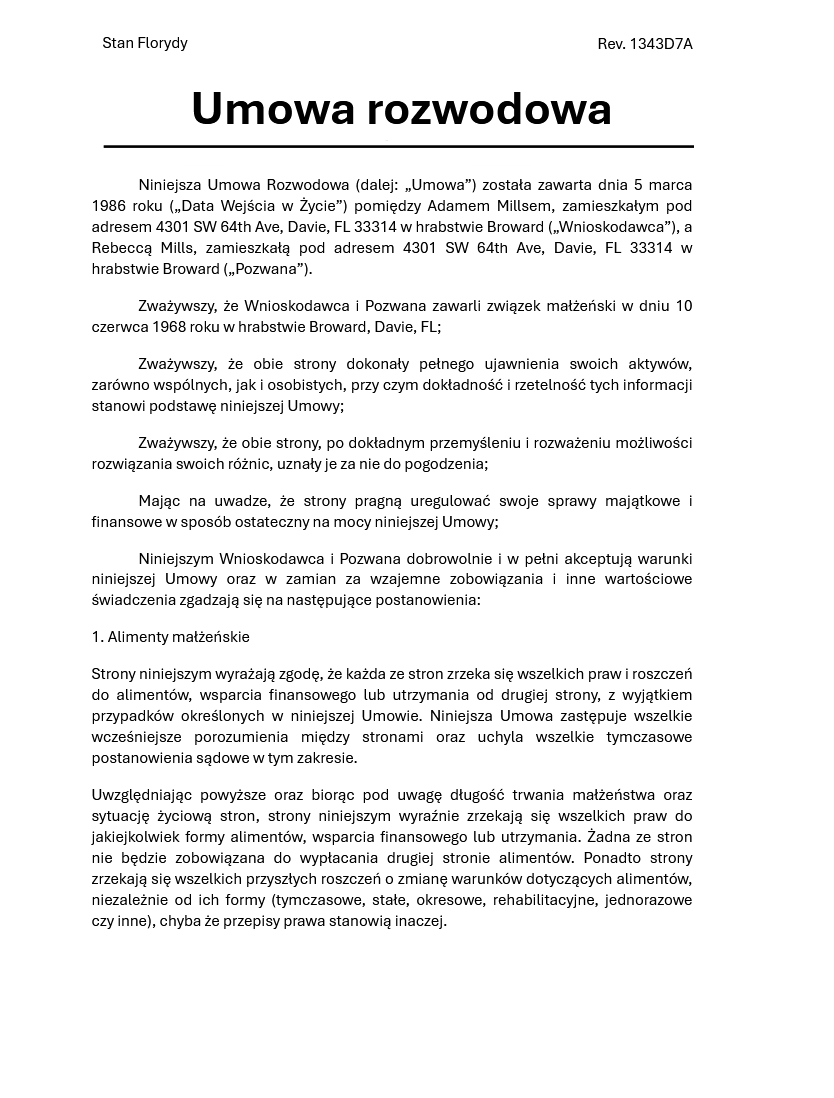 Stan Florydy
Rev. 1343D7A
Umowa rozwodowa
Niniejsza Umowa Rozwodowa (dalej: „Umowa”) została zawarta dnia 5 marca
1986 roku („Data Wejścia w Życie”) pomiędzy Adamem Millsem, zamieszkałym pod
adresem 4301 SW 64th Ave, Davie, FL 33314 w hrabstwie Broward („Wnioskodawca”), a
Rebeccą Mills, zamieszkałą pod adresem 4301 SW 64th Ave, Davie, FL 33314 w
hrabstwie Broward („Pozwana”).
Zważywszy, że Wnioskodawca i Pozwana zawarli związek małżeński w dniu 10
czerwca 1968 roku w hrabstwie Broward, Davie, FL;
Zważywszy, że obie strony dokonały pełnego ujawnienia swoich aktywów,
zarówno wspólnych, jak i osobistych, przy czym dokładność i rzetelność tych informacji
stanowi podstawę niniejszej Umowy;
Zważywszy, że obie strony, po dokładnym przemyśleniu i rozważeniu możliwości
rozwiązania swoich różnic, uznały je za nie do pogodzenia;
Mając na uwadze, że strony pragną uregulować swoje sprawy majątkowe i
finansowe w sposób ostateczny na mocy niniejszej Umowy;
Niniejszym Wnioskodawca i Pozwana dobrowolnie i w pełni akceptują warunki
niniejszej Umowy oraz w zamian za wzajemne zobowiązania i inne wartościowe
świadczenia zgadzają się na następujące postanowienia:
1. Alimenty małżeńskie
Strony niniejszym wyrażają zgodę, że każda ze stron zrzeka się wszelkich praw i roszczeń
do alimentów, wsparcia finansowego lub utrzymania od drugiej strony, z wyjątkiem
przypadków określonych w niniejszej Umowie. Niniejsza Umowa zastępuje wszelkie
wcześniejsze porozumienia między stronami oraz uchyla wszelkie tymczasowe
postanowienia sądowe w tym zakresie.
Uwzględniając powyższe oraz biorąc pod uwagę długość trwania małżeństwa oraz
sytuację życiową stron, strony niniejszym wyraźnie zrzekają się wszelkich praw do
jakiejkolwiek formy alimentów, wsparcia finansowego lub utrzymania. Żadna ze stron
nie będzie zobowiązana do wypłacania drugiej stronie alimentów. Ponadto strony
zrzekają się wszelkich przyszłych roszczeń o zmianę warunków dotyczących alimentów,
niezależnie od ich formy (tymczasowe, stałe, okresowe, rehabilitacyjne, jednorazowe
czy inne), chyba że przepisy prawa stanowią inaczej.